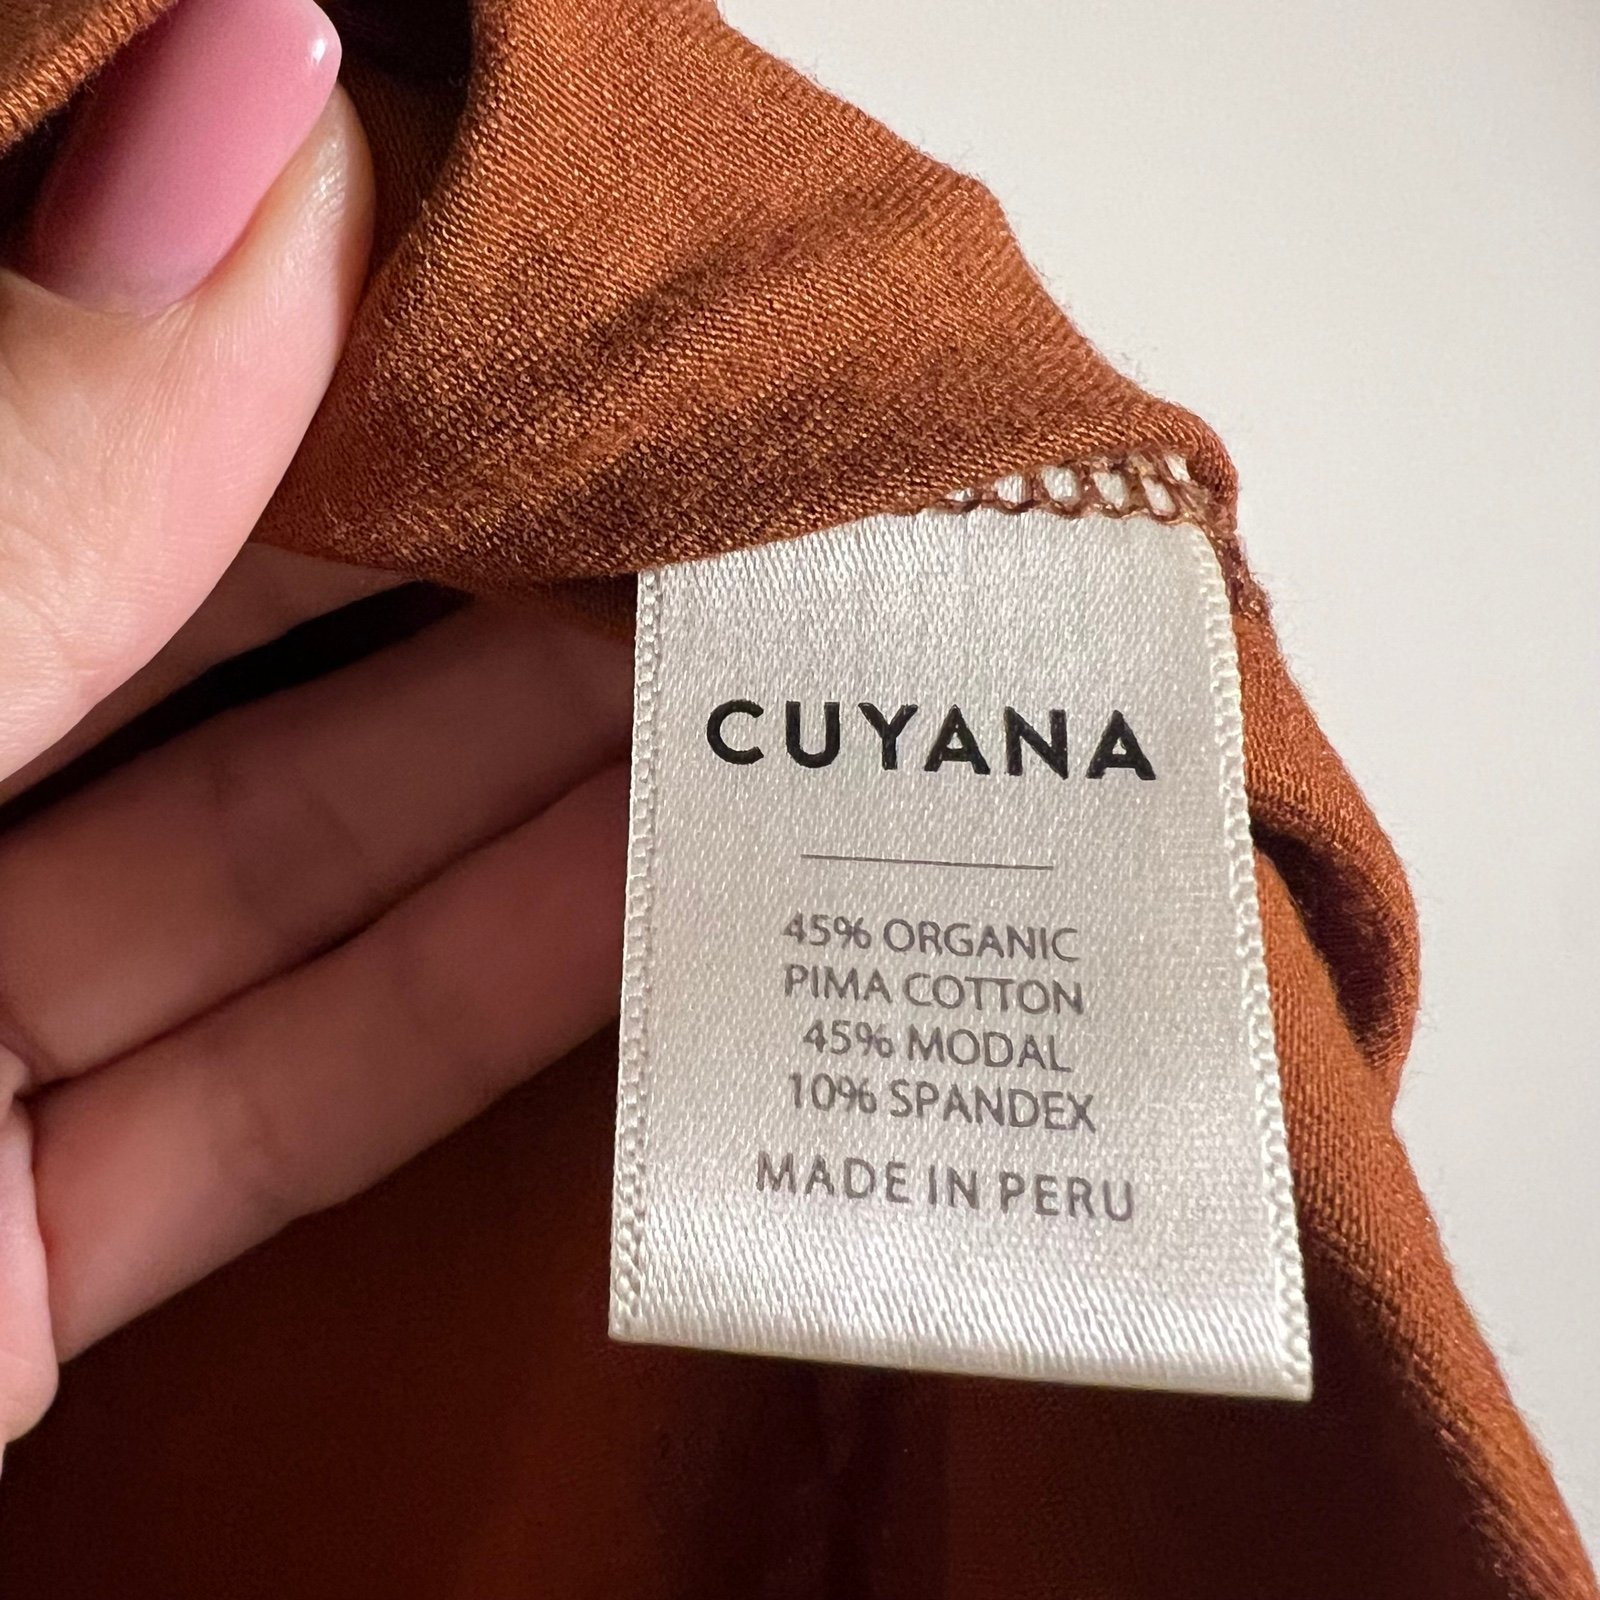 CUYANA
45% ORGANIC
PIMA COTTON
45% MODAL
10% SPANDEX
MADE IN PERU